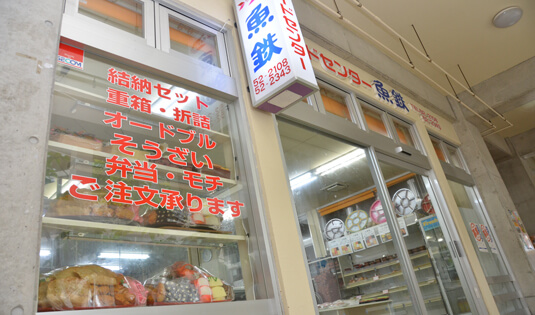 結納セット
重箱・折詰
オードブル
そうざい
弁当・モチ
ご注文承ります
ドセンター
魚鉄
52-2108
52-2343
ドセンター 魚鉄